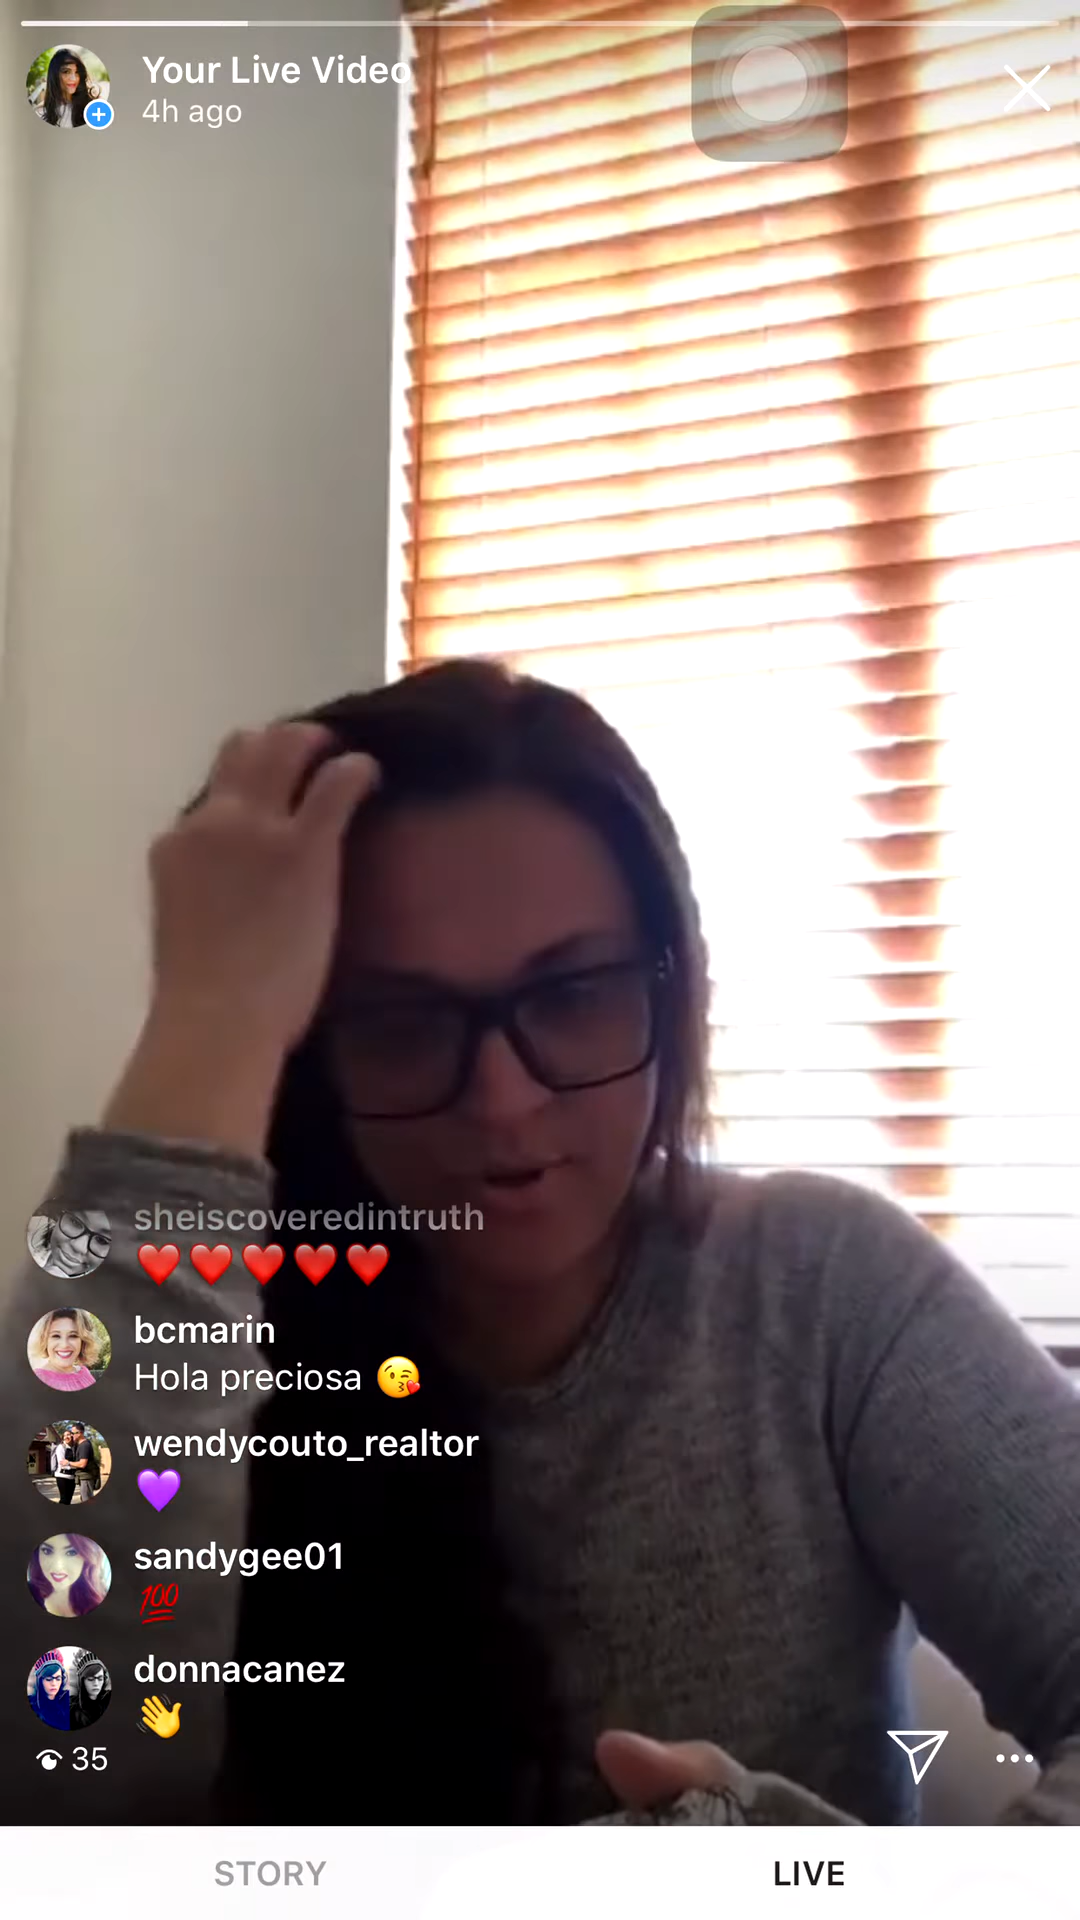 Your Live Video
4h ago
sheiscoveredintruth
❤️❤️❤️❤️❤️
bcmarin
Hola preciosa 😘
wendycouto_realtor
💜
sandygee01
💯
donnacanez
👋
35
STORY
LIVE